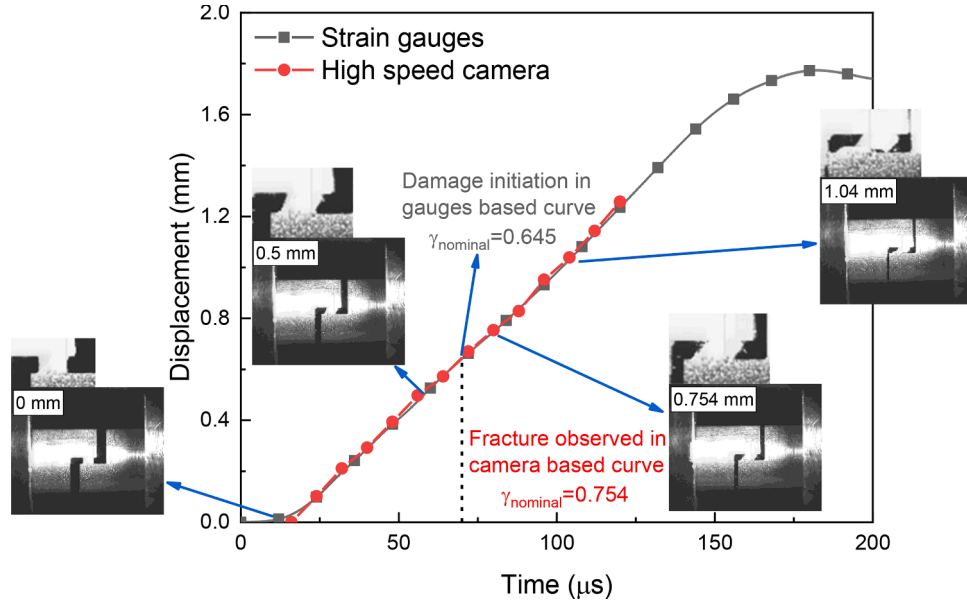 2.0
1.6
1.2
0.8
0.4
0.0
Displacement (mm)
0
50
100
150
200
Time (μs)
Strain gauges
High speed camera
Damage initiation in
gauges based curve
γnominal=0.645
Fracture observed in
camera based curve
γnominal=0.754
0 mm
0.5 mm
0.754 mm
1.04 mm